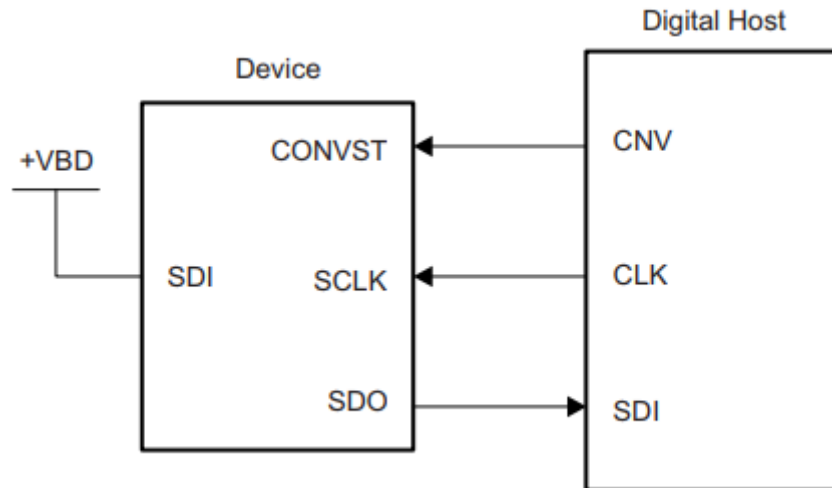 Digital Host
Device
+VBD
CONVST
CNV
SDI
SCLK
CLK
SDO
SDI